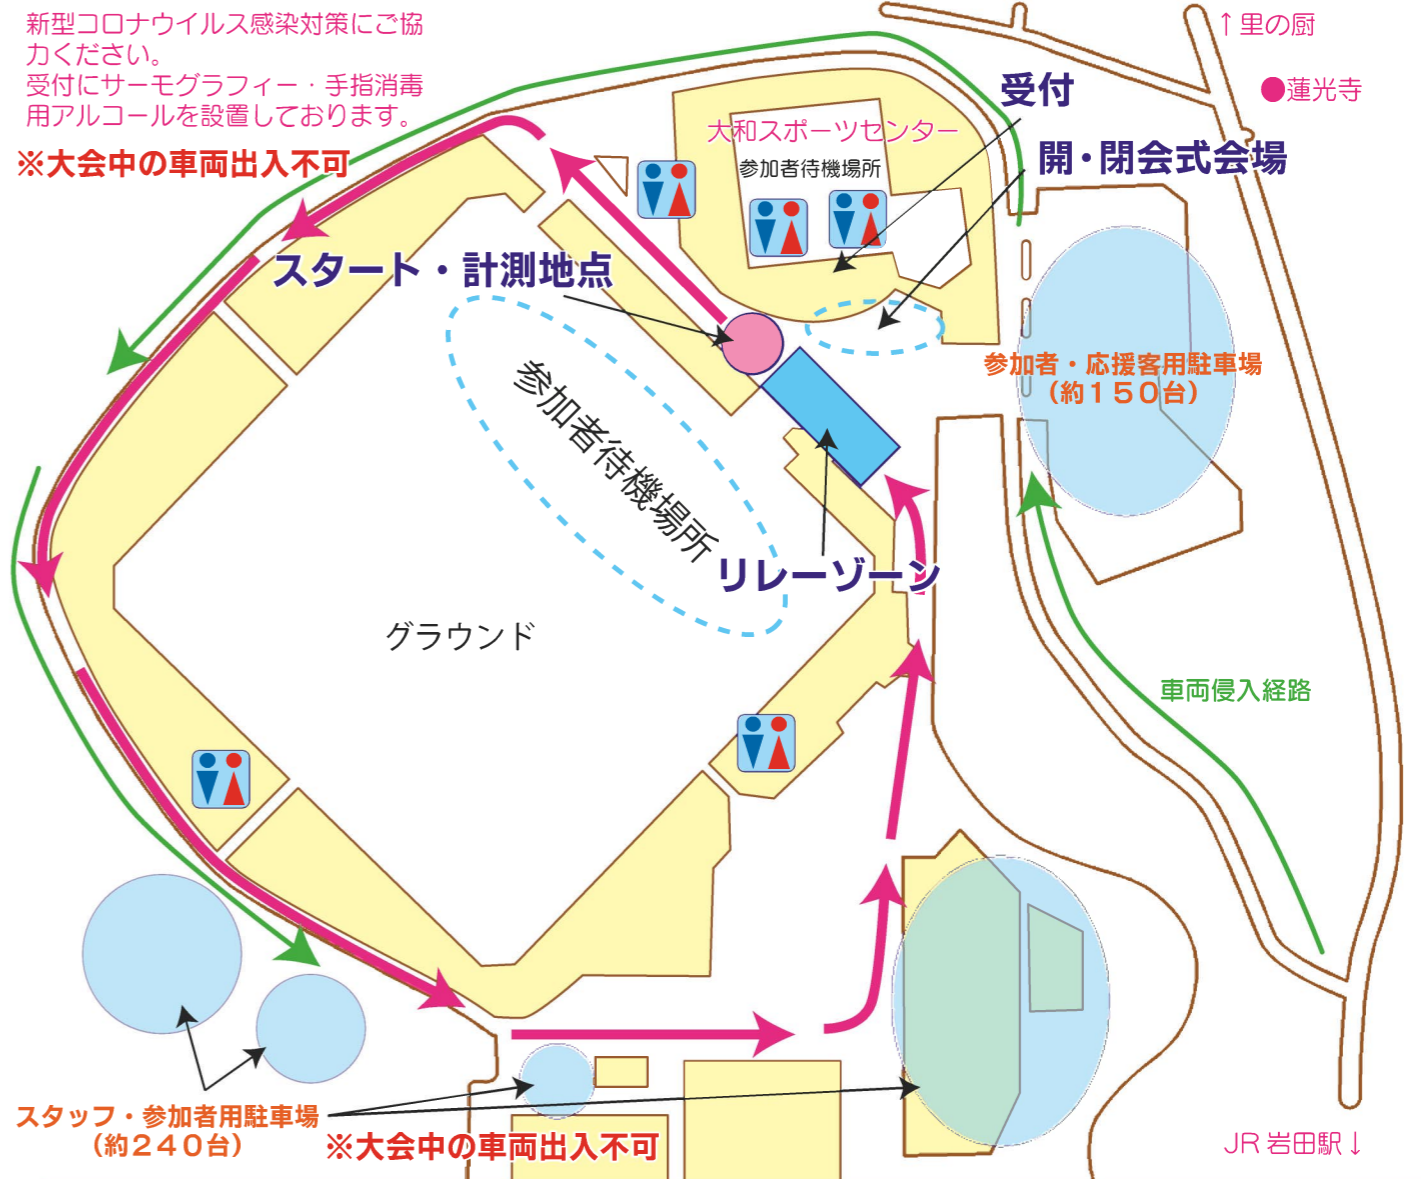 新型コロナウイルス感染対策にご協
力ください。
受付にサーモグラフィー・手指消毒
用アルコールを設置しております。
※大会中の車両出入不可
↑里の厨
●蓮光寺
受付
大和スポーツセンター
参加者待機場所
開・閉会式会場
スタート・計測地点
参加者・応援客用駐車場
（約１５０台）
参加者待機場所
リレーゾーン
グラウンド
車両侵入経路
スタッフ・参加者用駐車場
（約２４０台）
※大会中の車両出入不可
JR 岩田駅↓